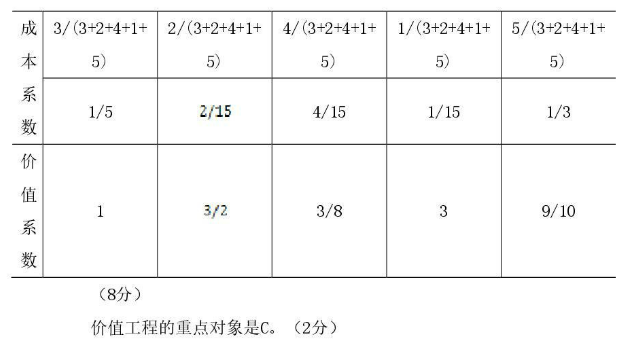 成本系数 3/(3+2+4+1+5) 2/(3+2+4+1+5) 4/(3+2+4+1+5) 1/(3+2+4+1+5) 5/(3+2+4+1+5)
1/5 2/15 4/15 1/15 1/3
价值系数 1 3/2 3/8 3 9/10
（8分）
价值工程的重点对象是C。（2分）